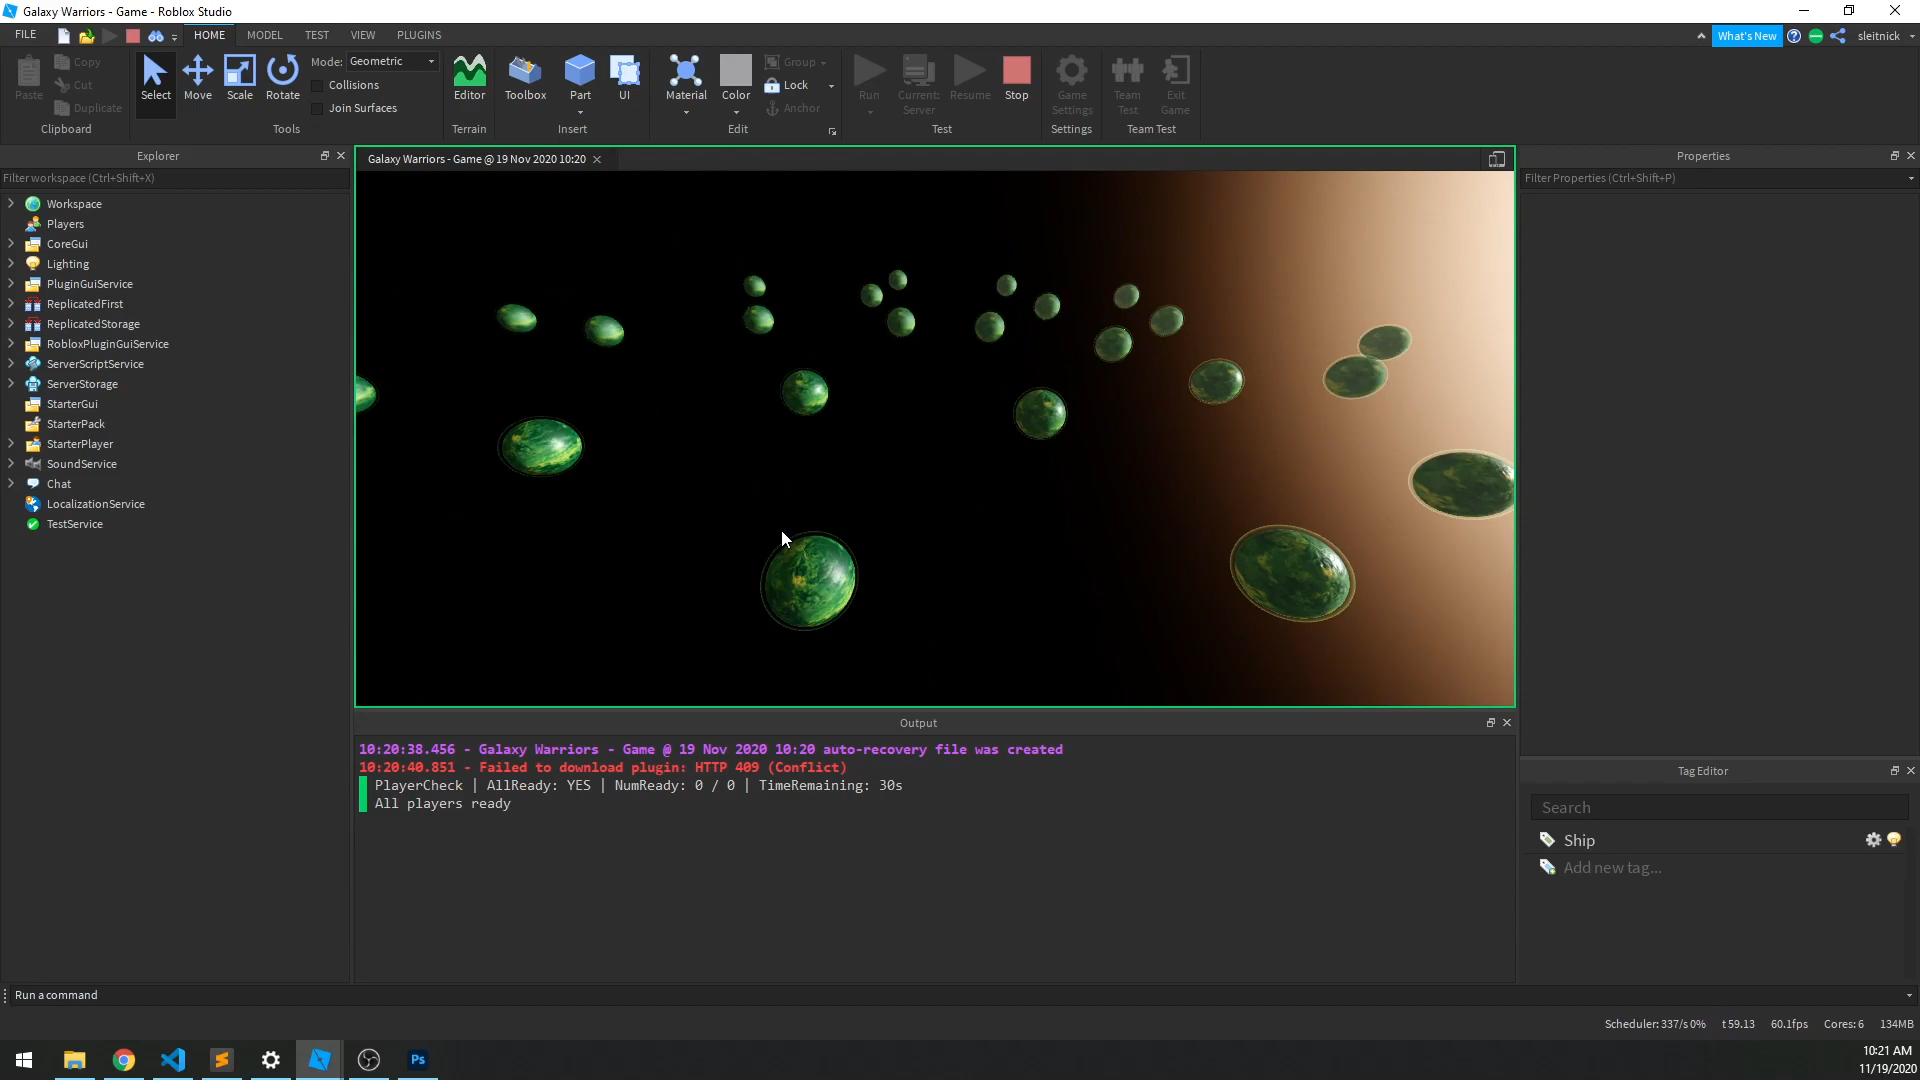 Galaxy Warriors - Game - Roblox Studio
FILE
HOME
MODEL
TEST
VIEW
PLUGINS
What's New
sleitnick
Paste
Copy
Cut
Duplicate
Clipboard
Select
Move
Scale
Rotate
Mode: Geometric
Collisions
Join Surfaces
Tools
Editor
Terrain
Toolbox
Part
UI
Insert
Material
Color
Group
Lock
Anchor
Edit
Run
Current: Server
Resume
Stop
Test
Game Settings
Settings
Team Test
Exit Game
Team Test
Explorer
Filter workspace (Ctrl+Shift+X)
Workspace
Players
CoreGui
Lighting
PluginGuiService
ReplicatedFirst
ReplicatedStorage
RobloxPluginGuiService
ServerScriptService
ServerStorage
StarterGui
StarterPack
StarterPlayer
SoundService
Chat
LocalizationService
TestService
Galaxy Warriors - Game @ 19 Nov 2020 10:20
Properties
Filter Properties (Ctrl+Shift+P)
Output
10:20:38.456 - Galaxy Warriors - Game @ 19 Nov 2020 10:20 auto-recovery file was created
10:20:40.851 - Failed to download plugin: HTTP 409 (Conflict)
PlayerCheck | AllReady: YES | NumReady: 0 / 0 | TimeRemaining: 30s
All players ready
Tag Editor
Search
Ship
Add new tag...
Run a command
Scheduler: 337/s 0%
t 59.13
60.1fps
Cores: 6
134MB
Ps
10:21 AM
11/19/2020